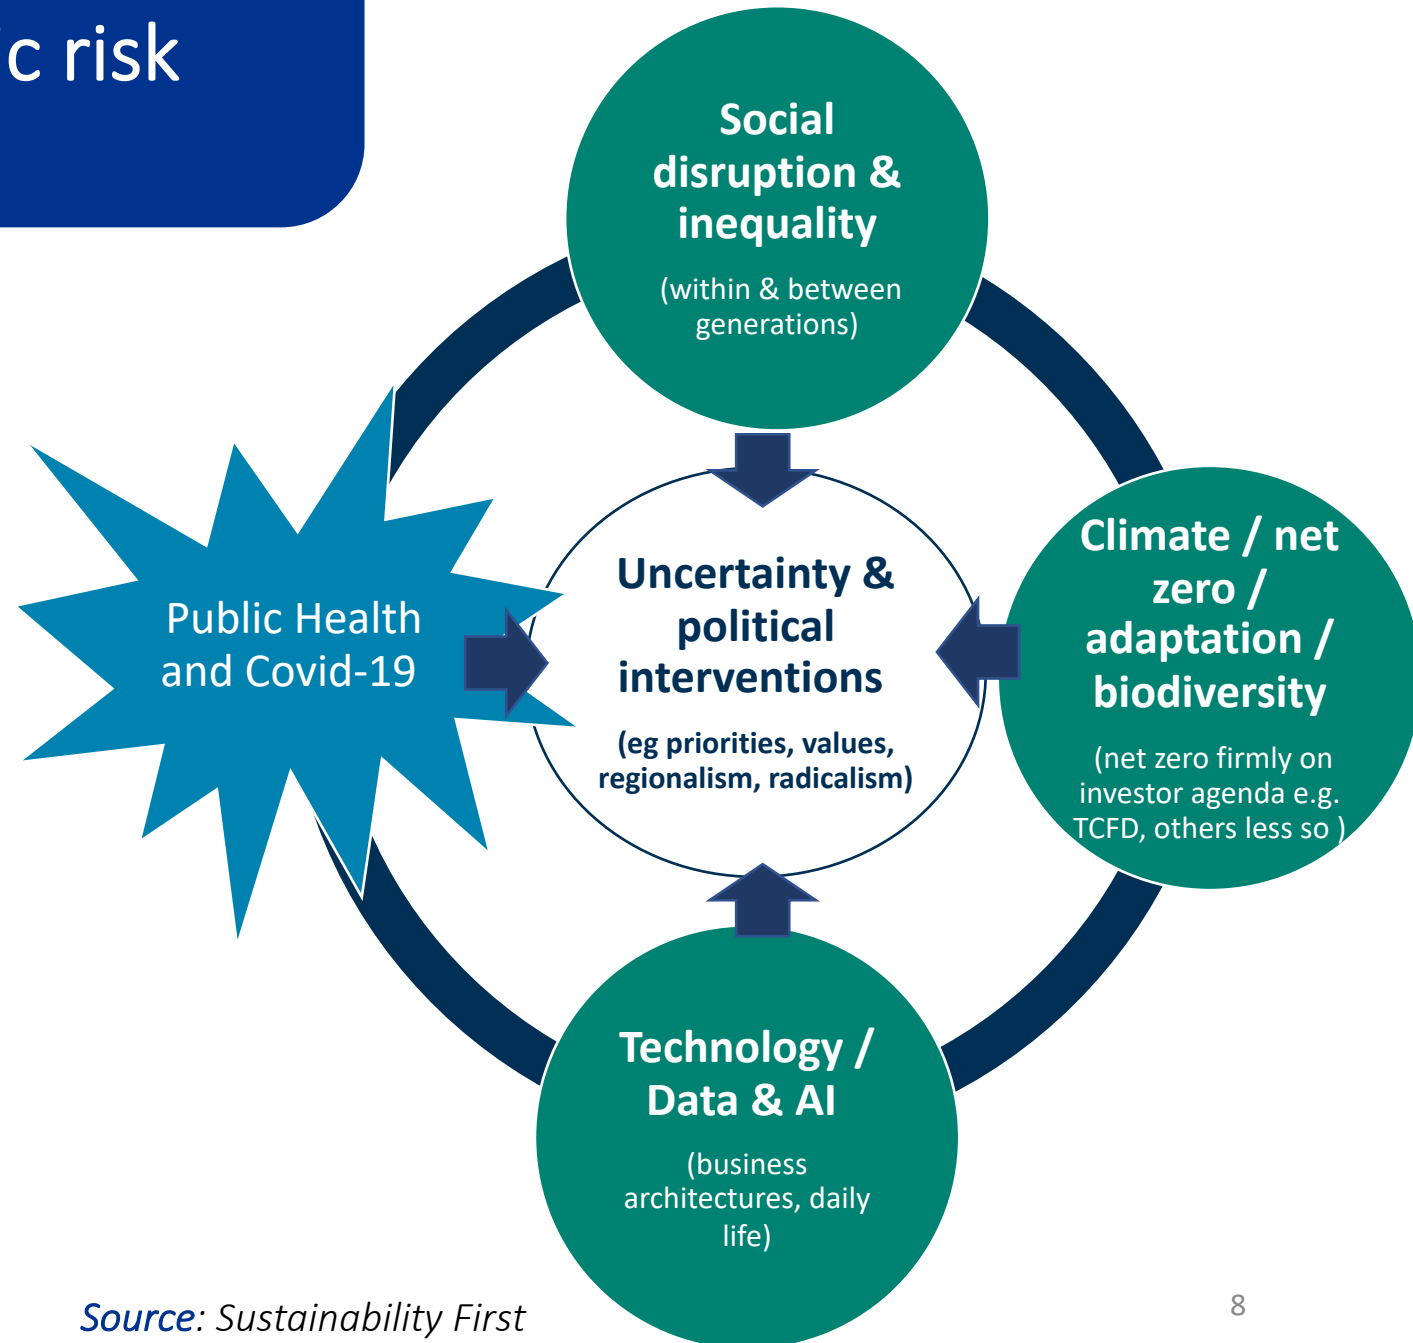 ic risk
Social
disruption &
inequality
(within & between
generations)
Public Health
and Covid-19
Uncertainty &
political
interventions
(eg priorities, values,
regionalism, radicalism)
Climate / net
zero /
adaptation /
biodiversity
(net zero firmly on
investor agenda e.g.
TCFD, others less so )
Technology /
Data & AI
(business
architectures, daily
life)
Source: Sustainability First
8